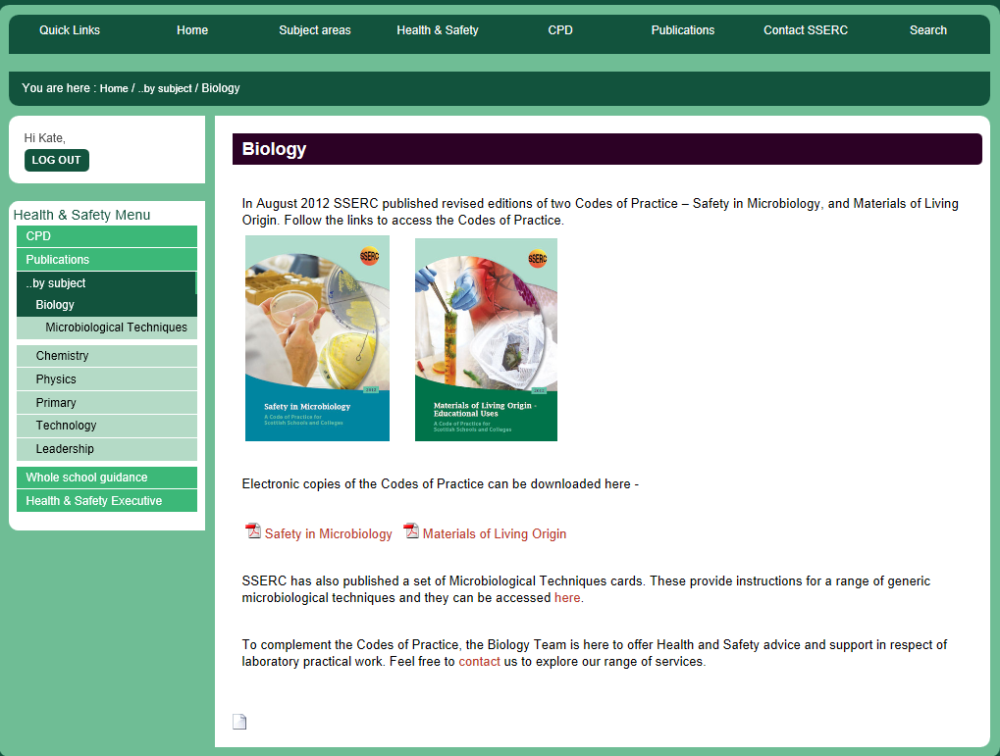 Quick Links Home Subject areas Health & Safety CPD Publications Contact SSERC Search
You are here : Home / ..by subject / Biology
Hi Kate,
LOG OUT
Health & Safety Menu
CPD
Publications
..by subject
Biology
Microbiological Techniques
Chemistry
Physics
Primary
Technology
Leadership
Whole school guidance
Health & Safety Executive
Biology
In August 2012 SSERC published revised editions of two Codes of Practice – Safety in Microbiology, and Materials of Living
Origin. Follow the links to access the Codes of Practice.
SSERC
2012
Safety in Microbiology
A Code of Practice for
Scottish Schools and Colleges
SSERC
2012
Materials of Living Origin -
Educational Uses
A Code of Practice for
Scottish Schools and Colleges
Electronic copies of the Codes of Practice can be downloaded here -
Safety in Microbiology Materials of Living Origin
SSERC has also published a set of Microbiological Techniques cards. These provide instructions for a range of generic
microbiological techniques and they can be accessed here.
To complement the Codes of Practice, the Biology Team is here to offer Health and Safety advice and support in respect of
laboratory practical work. Feel free to contact us to explore our range of services.